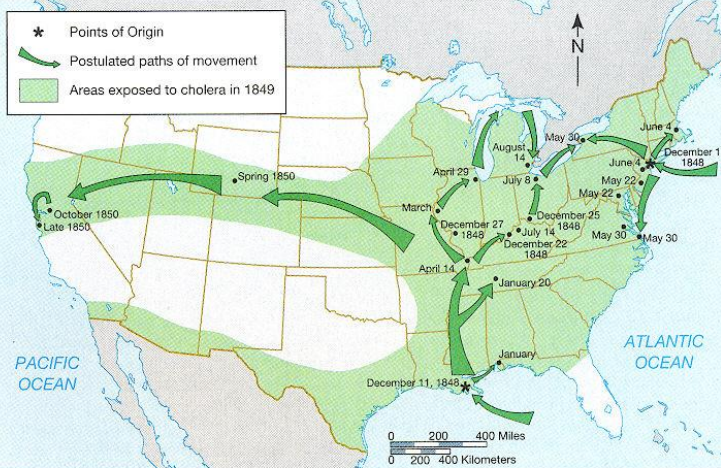 * Points of Origin
Postulated paths of movement
Areas exposed to cholera in 1849
N
May 30
June 4
August
14
December 1
1848
June 4
April 29
July 8
May 22
Spring 1850
May 22
March
December 25
1848
October 1850
December 27
1848
July 14
Late 1850
December 22
1848
May 30
May 30
April 14
January 20
PACIFIC
OCEAN
ATLANTIC
OCEAN
January
December 11, 1848
0 200 400 Miles
0 200 400 Kilometers